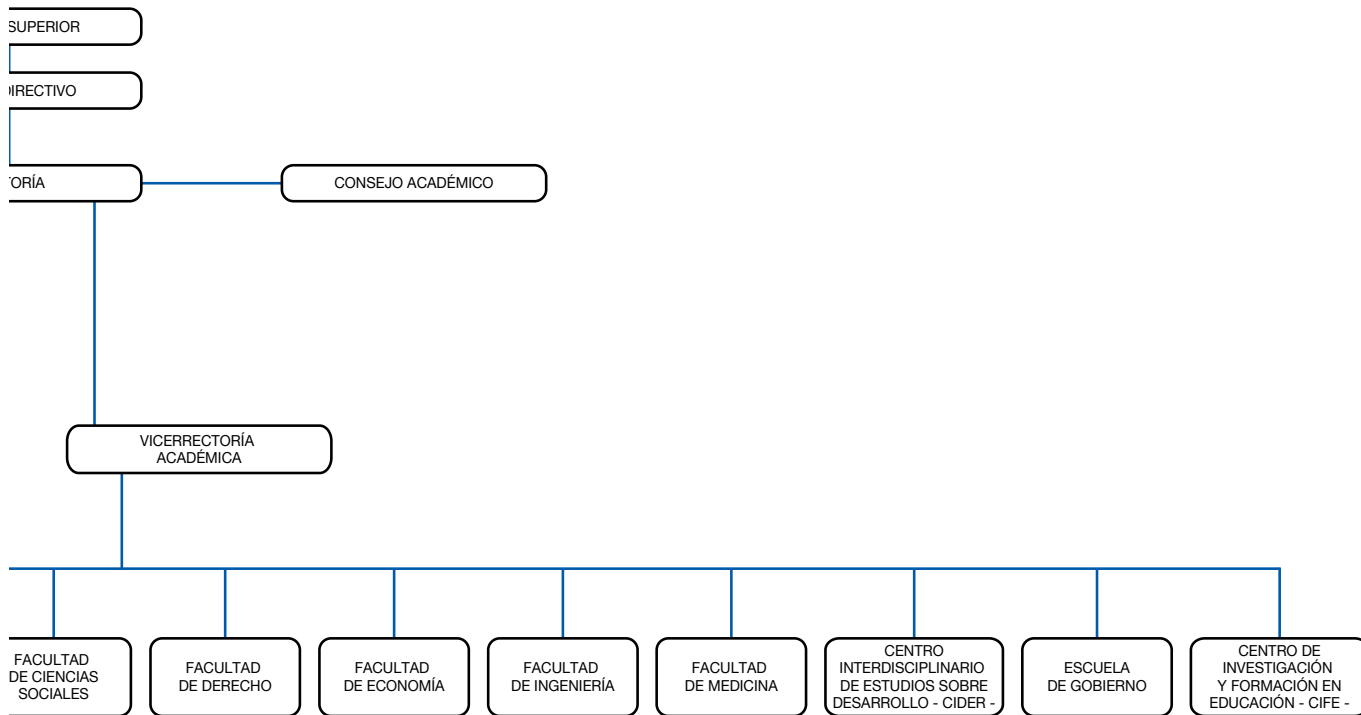 SUPERIOR
DIRECTIVO
TORÍA
CONSEJO ACADÉMICO
VICERRECTORÍA
ACADÉMICA
FACULTAD
DE CIENCIAS
SOCIALES
FACULTAD
DE DERECHO
FACULTAD
DE ECONOMÍA
FACULTAD
DE INGENIERÍA
FACULTAD
DE MEDICINA
CENTRO
INTERDISCIPLINARIO
DE ESTUDIOS SOBRE
DESARROLLO - CIDER -
ESCUELA
DE GOBIERNO
CENTRO DE
INVESTIGACIÓN
Y FORMACIÓN EN
EDUCACIÓN - CIFE -